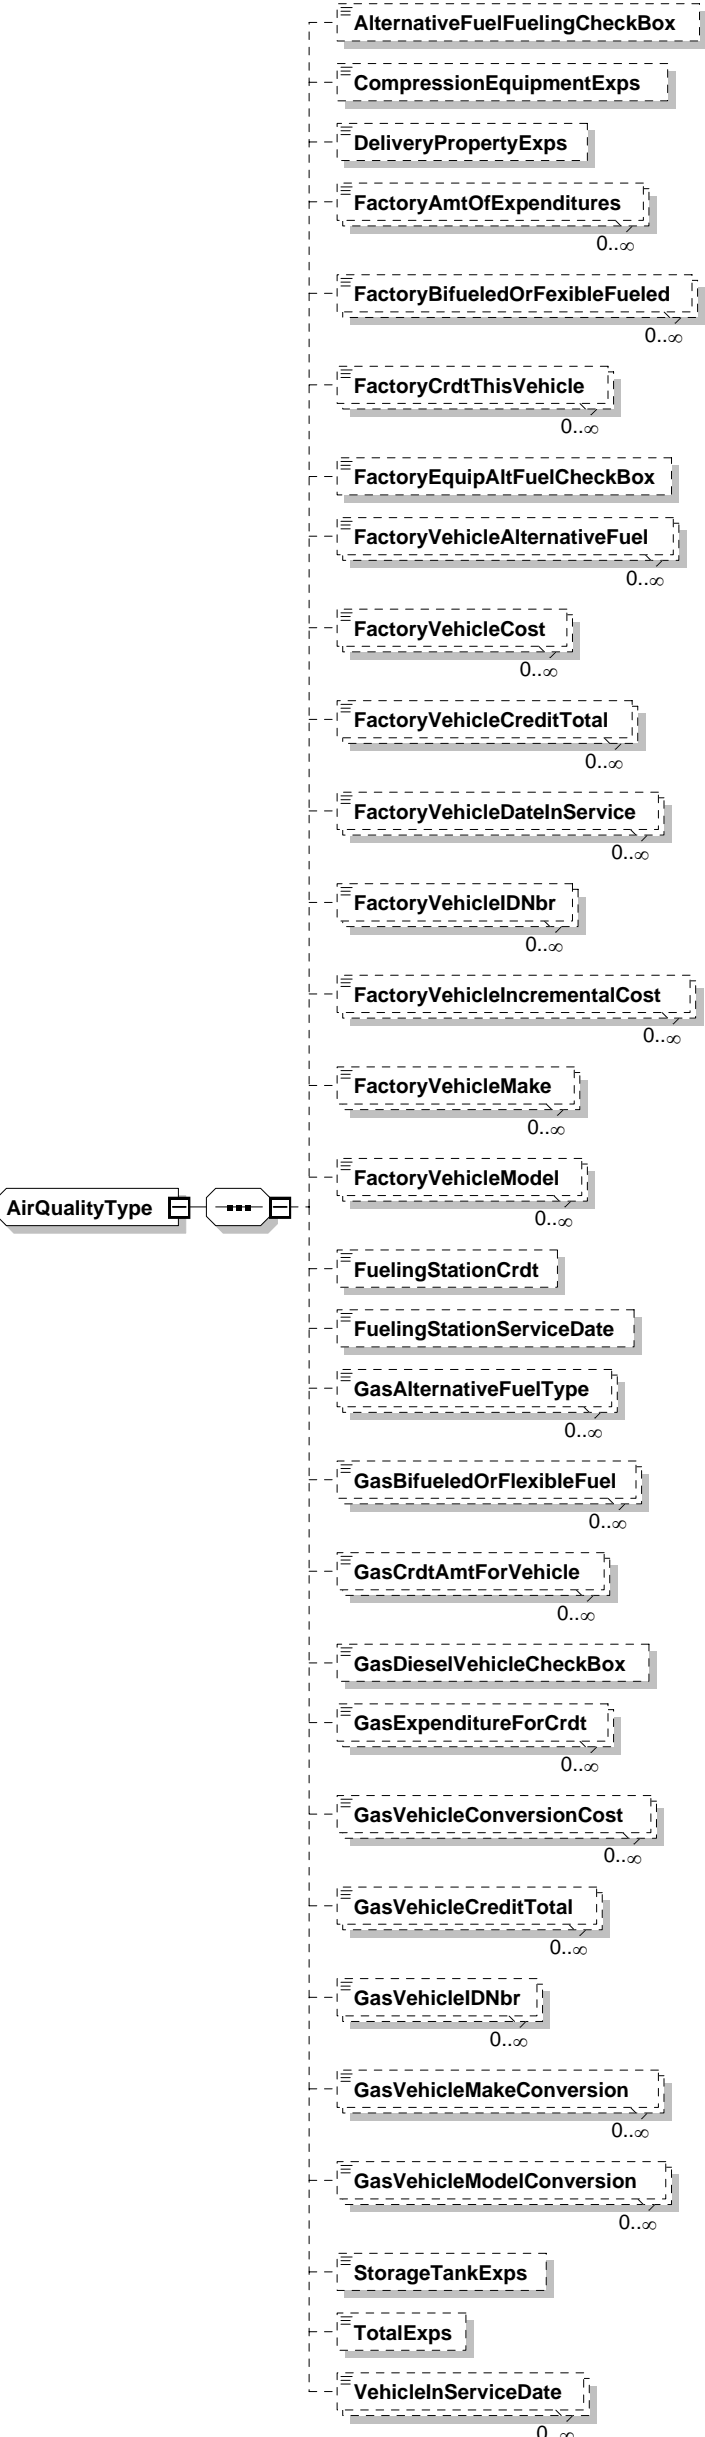 AlternativeFuelFuelingCheckBox
CompressionEquipmentExps
DeliveryPropertyExps
FactoryAmtOfExpenditures
0..∞
FactoryBifueledOrFexibleFueled
0..∞
FactoryCrdtThisVehicle
0..∞
FactoryEquipAltFuelCheckBox
FactoryVehicleAlternativeFuel
0..∞
FactoryVehicleCost
0..∞
FactoryVehicleCreditTotal
0..∞
FactoryVehicleDateInService
0..∞
FactoryVehicleIDNbr
0..∞
FactoryVehicleIncrementalCost
0..∞
FactoryVehicleMake
0..∞
FactoryVehicleModel
AirQualityType
0..∞
FuelingStationCrdt
FuelingStationServiceDate
GasAlternativeFuelType
0..∞
GasBifueledOrFlexibleFuel
0..∞
GasCrdtAmtForVehicle
0..∞
GasDieselVehicleCheckBox
GasExpenditureForCrdt
0..∞
GasVehicleConversionCost
0..∞
GasVehicleCreditTotal
0..∞
GasVehicleIDNbr
0..∞
GasVehicleMakeConversion
0..∞
GasVehicleModelConversion
0..∞
StorageTankExps
TotalExps
VehicleInServiceDate
0..∞